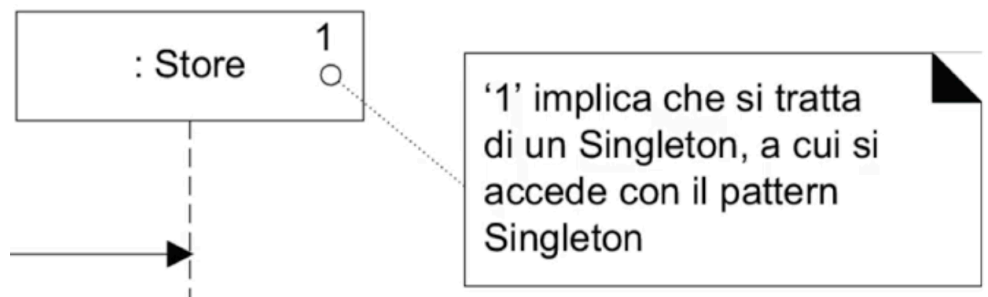 1
: Store
‘1’ implica che si tratta
di un Singleton, a cui si
accede con il pattern
Singleton